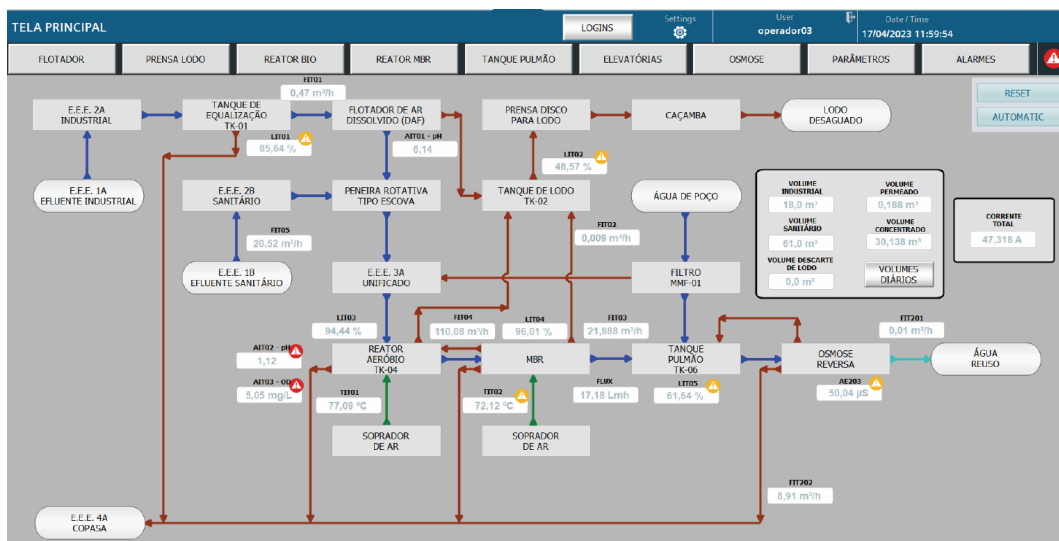 TELA PRINCIPAL
LOGINS
Settings
User
operador03
Date / Time
17/04/2023 11:59:54
FLOTADOR
PRENSA LODO
REATOR BIO
REATOR MBR
TANQUE PULMÃO
ELEVATÓRIAS
OSMOSE
PARÂMETROS
ALARMES
RESET
AUTOMATIC
E.E.E. 2A
INDUSTRIAL
TANQUE DE
EQUALIZAÇÃO
TK-01
FIT01
0,47 m³/h
FLOTADOR DE AR
DISSOLVIDO (DAF)
PRENSA DISCO
PARA LODO
CAÇAMBA
LODO
DESAGUADO
LIT01
85,64 %
AIT01 - pH
6,14
LIT02
48,57 %
E.E.E. 1A
EFLUENTE INDUSTRIAL
E.E.E. 2B
SANITÁRIO
PENEIRA ROTATIVA
TIPO ESCOVA
TANQUE DE LODO
TK-02
ÁGUA DE POÇO
FIT05
20,52 m³/h
FIT02
0,009 m³/h
E.E.E. 1B
EFLUENTE SANITÁRIO
E.E.E. 3A
UNIFICADO
FILTRO
MMF-01
VOLUME
INDUSTRIAL
18,0 m³
VOLUME
PERMEADO
0,188 m³
VOLUME
SANITÁRIO
61,0 m³
VOLUME
CONCENTRADO
30,138 m³
VOLUME DESCARTE
DE LODO
0,0 m³
VOLUMES
DIÁRIOS
CORRENTE
TOTAL
47,318 A
LIT03
94,44 %
FIT04
110,08 m³/h
LIT04
96,01 %
FIT03
21,988 m³/h
FIT201
0,01 m³/h
AIT02 - pH
1,12
REATOR
AERÓBIO
TK-04
MBR
TANQUE
PULMÃO
TK-06
OSMOSE
REVERSA
ÁGUA
REUSO
AIT03 - OD
5,05 mg/L
TIT01
77,09 ºC
TIT02
72,12 ºC
FLUX
17,18 Lmh
LIT05
61,64 %
AE203
50,04 µS
SOPRADOR
DE AR
SOPRADOR
DE AR
FIT202
8,91 m³/h
E.E.E. 4A
COPASA